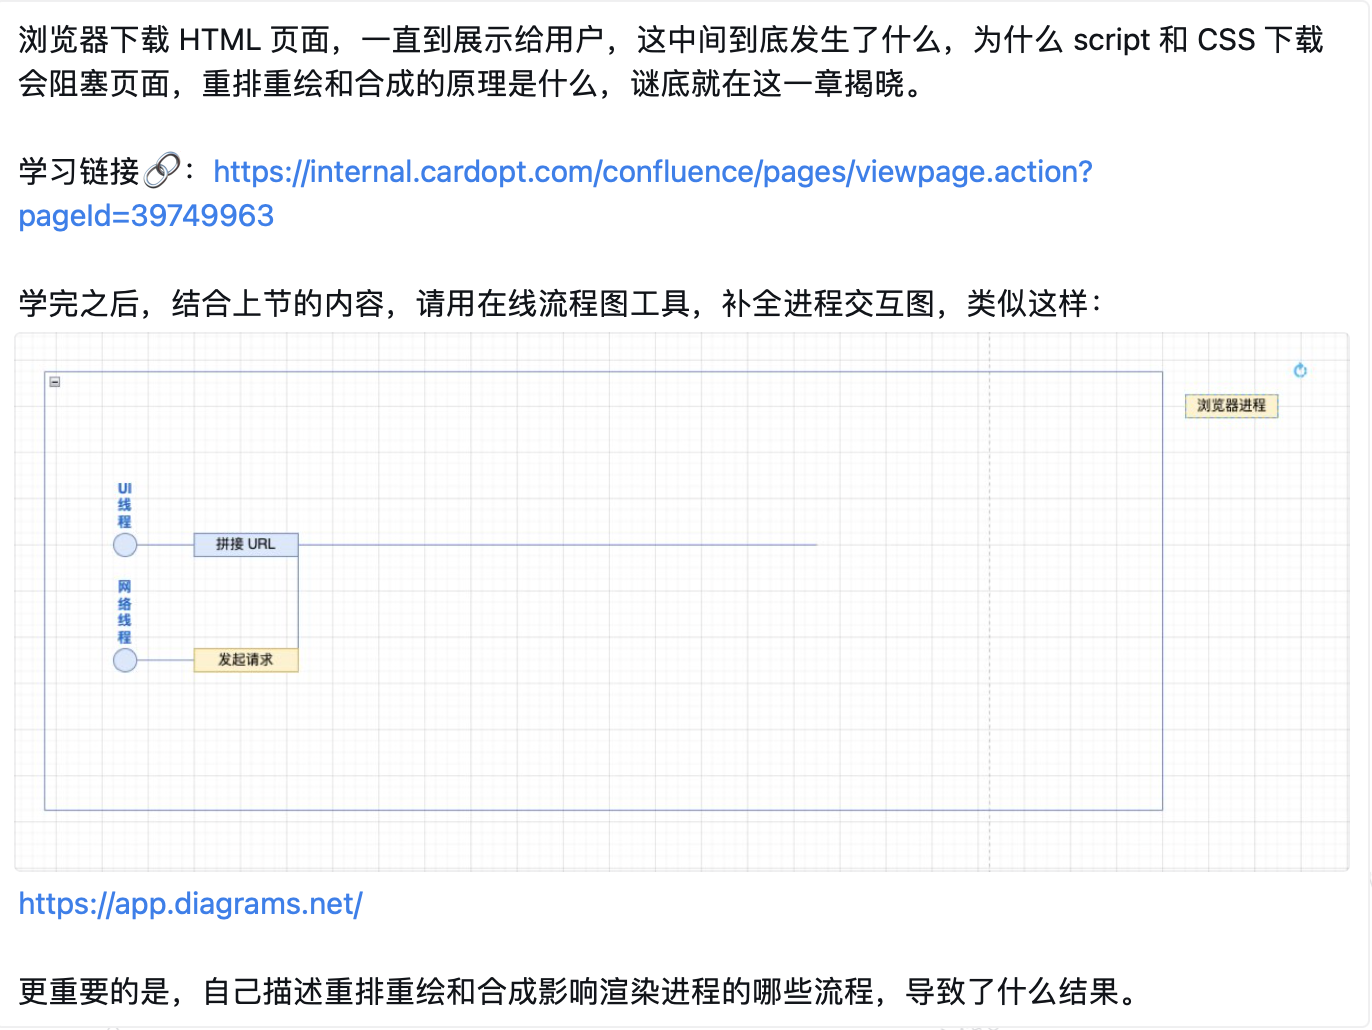 浏览器下载 HTML 页面，一直到展示给用户，这中间到底发生了什么，为什么 script 和 CSS 下载
会阻塞页面，重排重绘和合成的原理是什么，谜底就在这一章揭晓。
学习链接🔗：https://internal.cardopt.com/confluence/pages/viewpage.action?
pageId=39749963
学完之后，结合上节的内容，请用在线流程图工具，补全进程交互图，类似这样：
浏览器进程
UI
线
程
拼接 URL
网
络
线
程
发起请求
https://app.diagrams.net/
更重要的是，自己描述重排重绘和合成影响渲染进程的哪些流程，导致了什么结果。